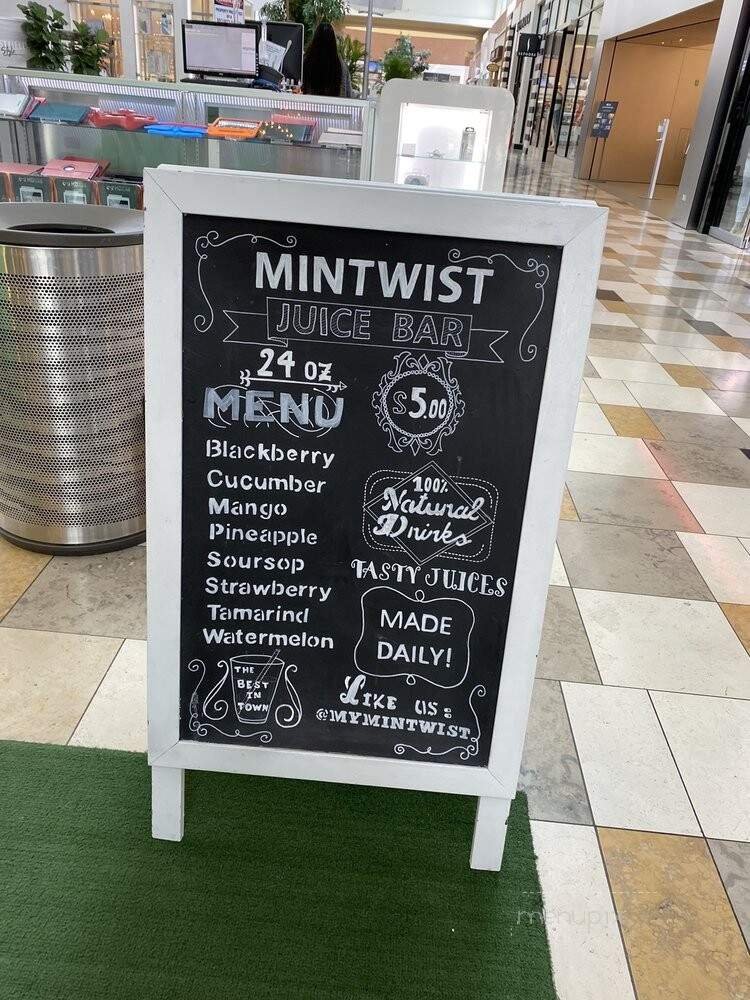 SEPHORA
MINTWIST
JUICE BAR
24 oz
MENU
$5.00
Blackberry
Cucumber
Mango
Pineapple
Soursop
Strawberry
Tamarind
Watermelon
100%
Natural
Drinks
TASTY JUICES
MADE
DAILY!
THE
BEST
IN
TOWN
LIKE US:
@MYMINTWIST